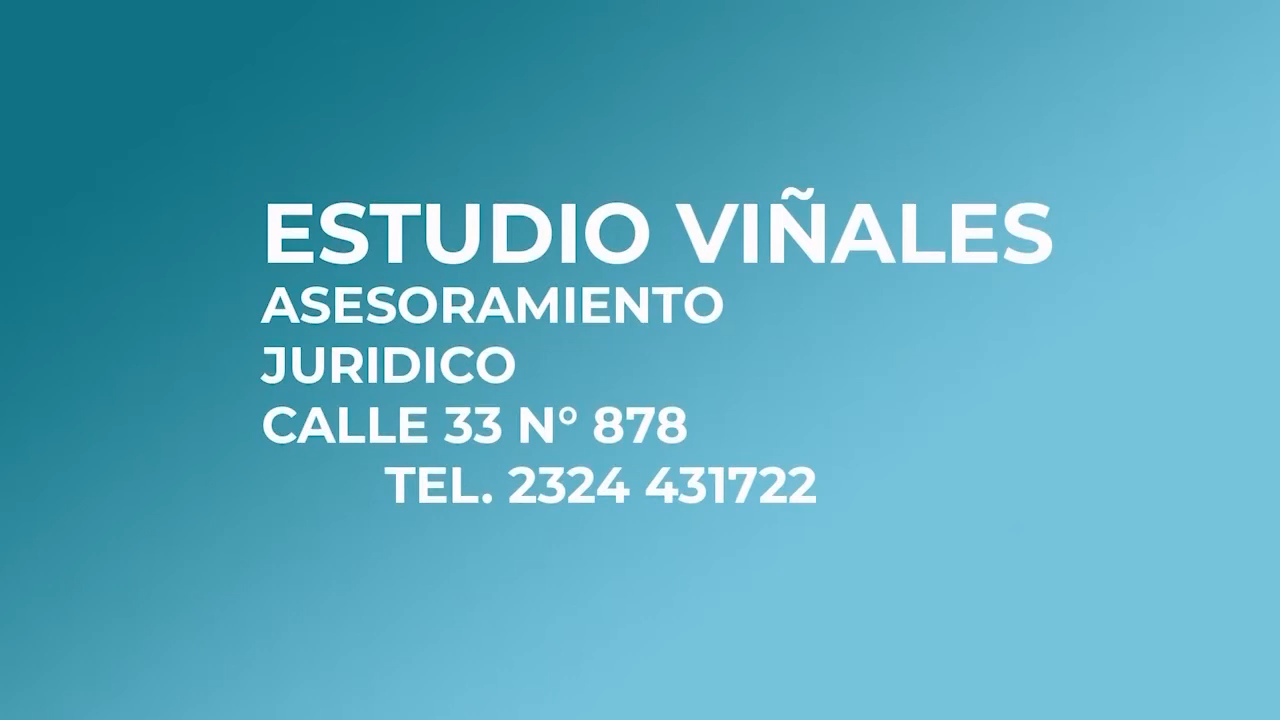 ESTUDIO VIÑALES
ASESORAMIENTO
JURIDICO
CALLE 33 N° 878
TEL. 2324 431722